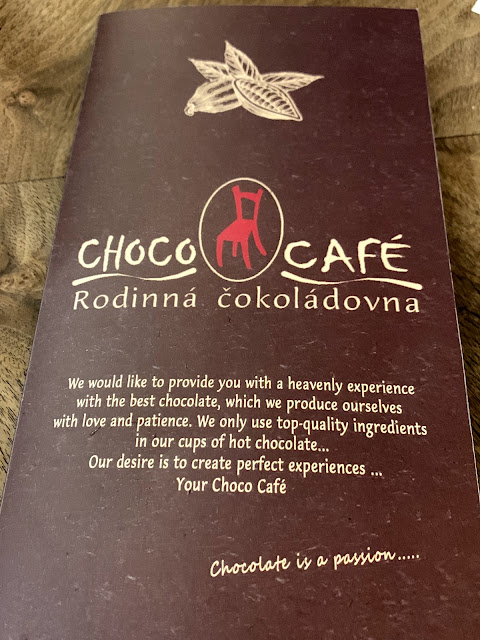 CHOCO CAFÉ
Rodinná čokoládovna
We would like to provide you with a heavenly experience
with the best chocolate, which we produce ourselves
with love and patience. We only use top-quality ingredients
in our cups of hot chocolate...
Our desire is to create perfect experiences ...
Your Choco Café
Chocolate is a passion.....